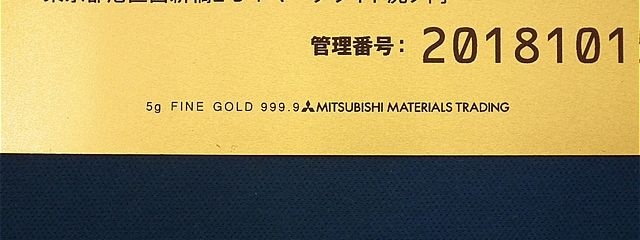 管理番号：2018101
5g FINE GOLD 999.9 MITSUBISHI MATERIALS TRADING